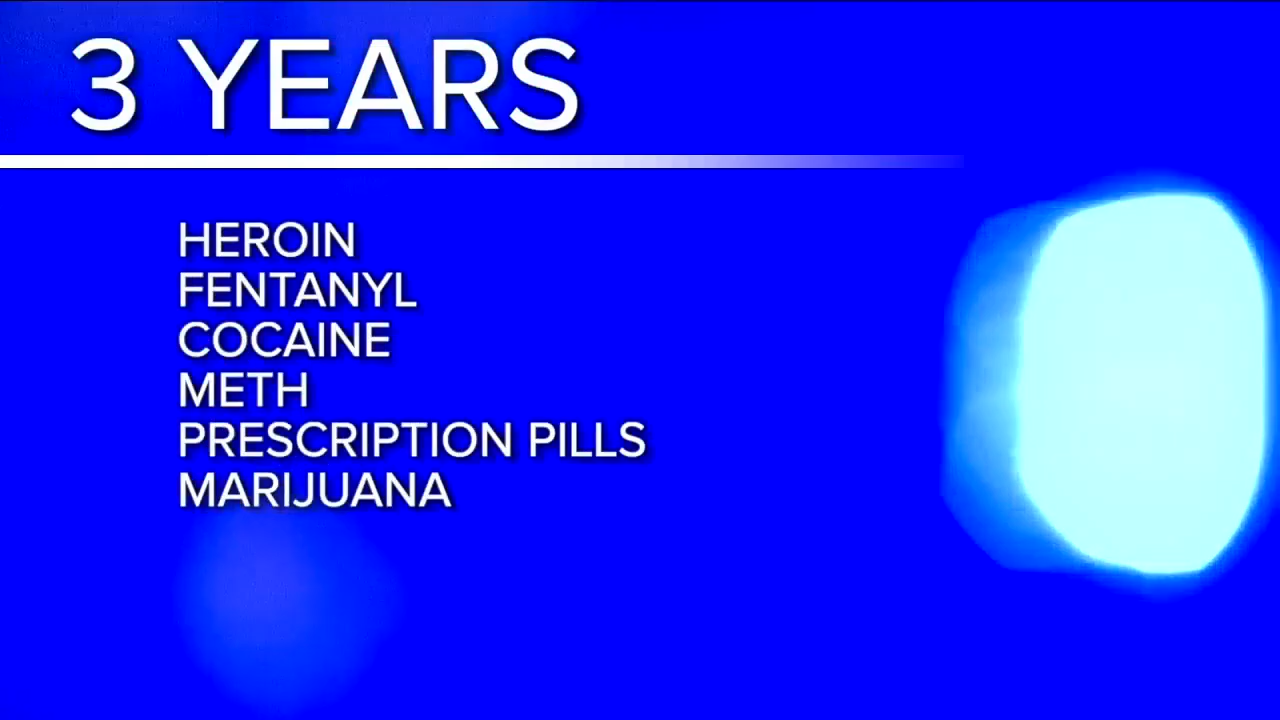 3 YEARS
HEROIN
FENTANYL
COCAINE
METH
PRESCRIPTION PILLS
MARIJUANA